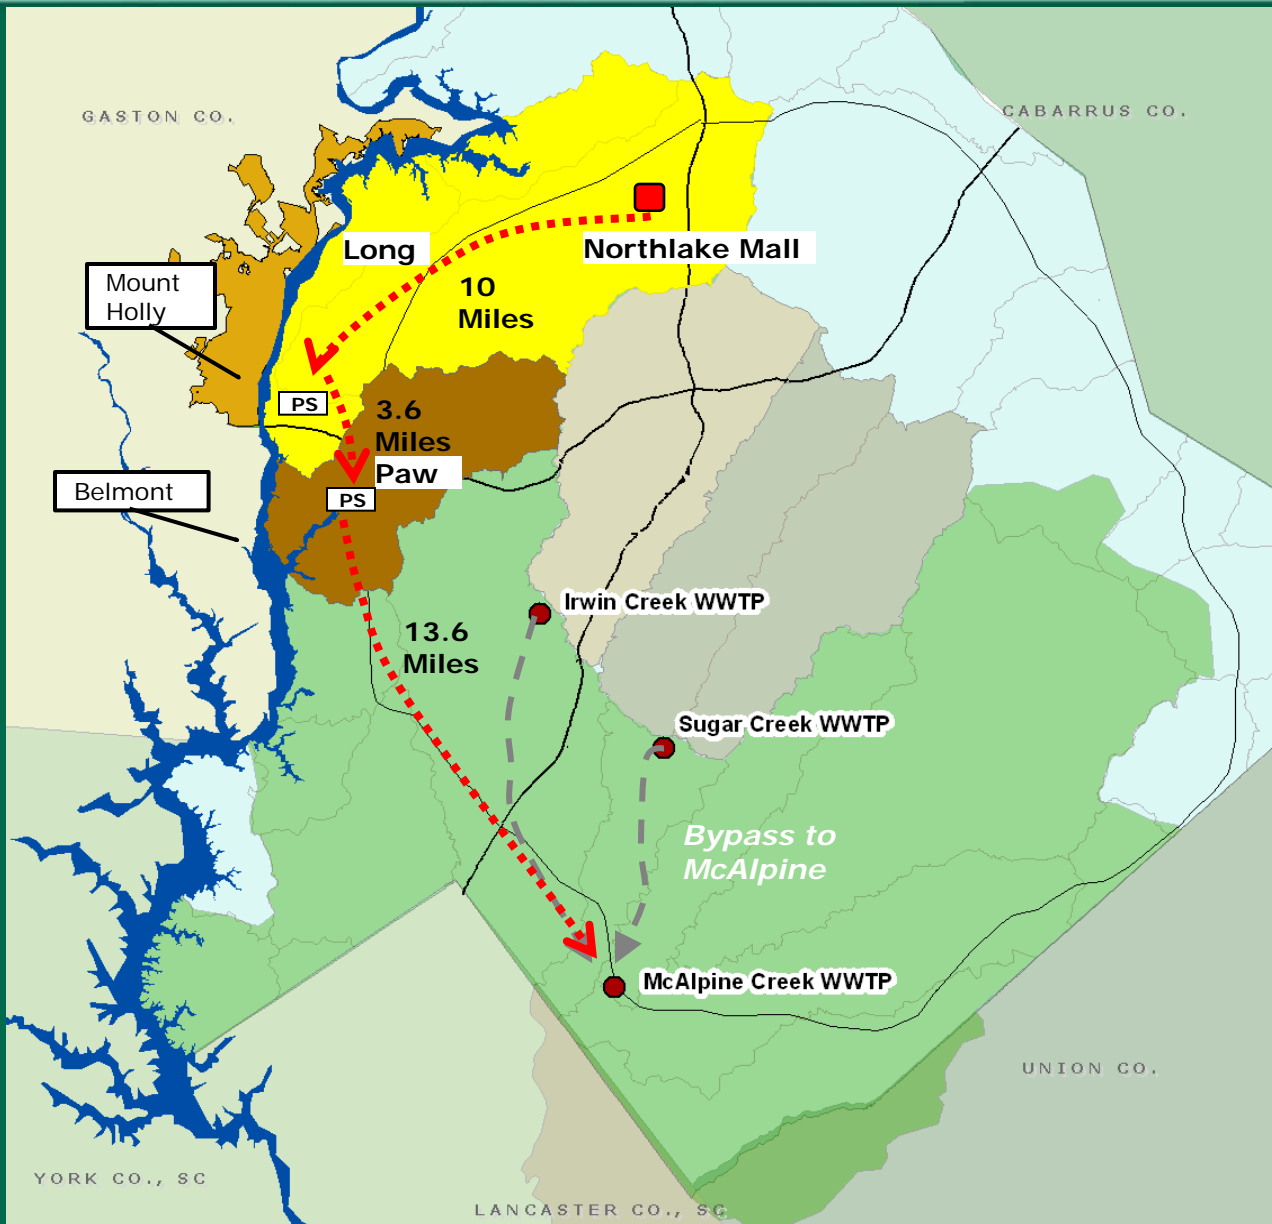 GASTON CO.
CABARRUS CO.
Long
Northlake Mall
Mount
Holly
10
Miles
PS
3.6
Miles
Paw
PS
Belmont
Irwin Creek WWTP
13.6
Miles
Sugar Creek WWTP
Bypass to
McAlpine
McAlpine Creek WWTP
UNION CO.
YORK CO., SC
LANCASTER CO., SC